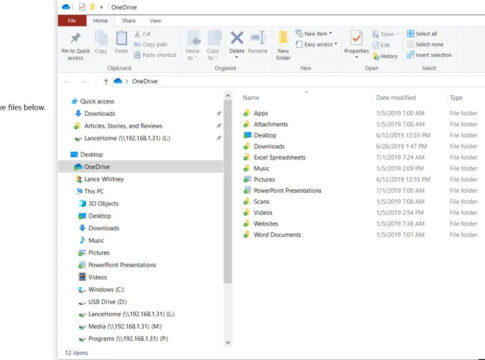 OneDrive
File Home Share View
Pin to Quick access
Copy Paste
Cut
Copy path
Paste shortcut
Clipboard
Move to
Copy to
Delete
Rename
Organize
New folder
New item
Easy access
New
Properties
Open
Edit
History
Open
Select all
Select none
Invert selection
Select
OneDrive
ve files below.
Quick access
Downloads
Articles, Stories, and Reviews
LanceHome (\\192.168.1.31) (L:)
Desktop
OneDrive
Lance Whitney
This PC
3D Objects
Desktop
Downloads
Music
Pictures
PowerPoint Presentations
Videos
Windows (C:)
USB Drive (D:)
LanceHome (\\192.168.1.31) (L:)
Media (\\192.168.1.31) (M:)
Programs (\\192.168.1.31) (P:)
Name Date modified Type
Apps 1/5/2019 7:00 AM File folder
Attachments 1/5/2019 7:00 AM File folder
Desktop 6/12/2019 12:55 PM File folder
Downloads 6/26/2019 1:47 PM File folder
Excel Spreadsheets 7/1/2019 7:24 AM File folder
Music 1/5/2019 2:09 PM File folder
Pictures 6/12/2019 12:55 PM File folder
PowerPoint Presentations 7/1/2019 7:00 AM File folder
Scans 1/5/2019 7:08 AM File folder
Videos 1/5/2019 2:54 PM File folder
Websites 1/5/2019 7:36 AM File folder
Word Documents 1/5/2019 7:01 AM File folder
12 items